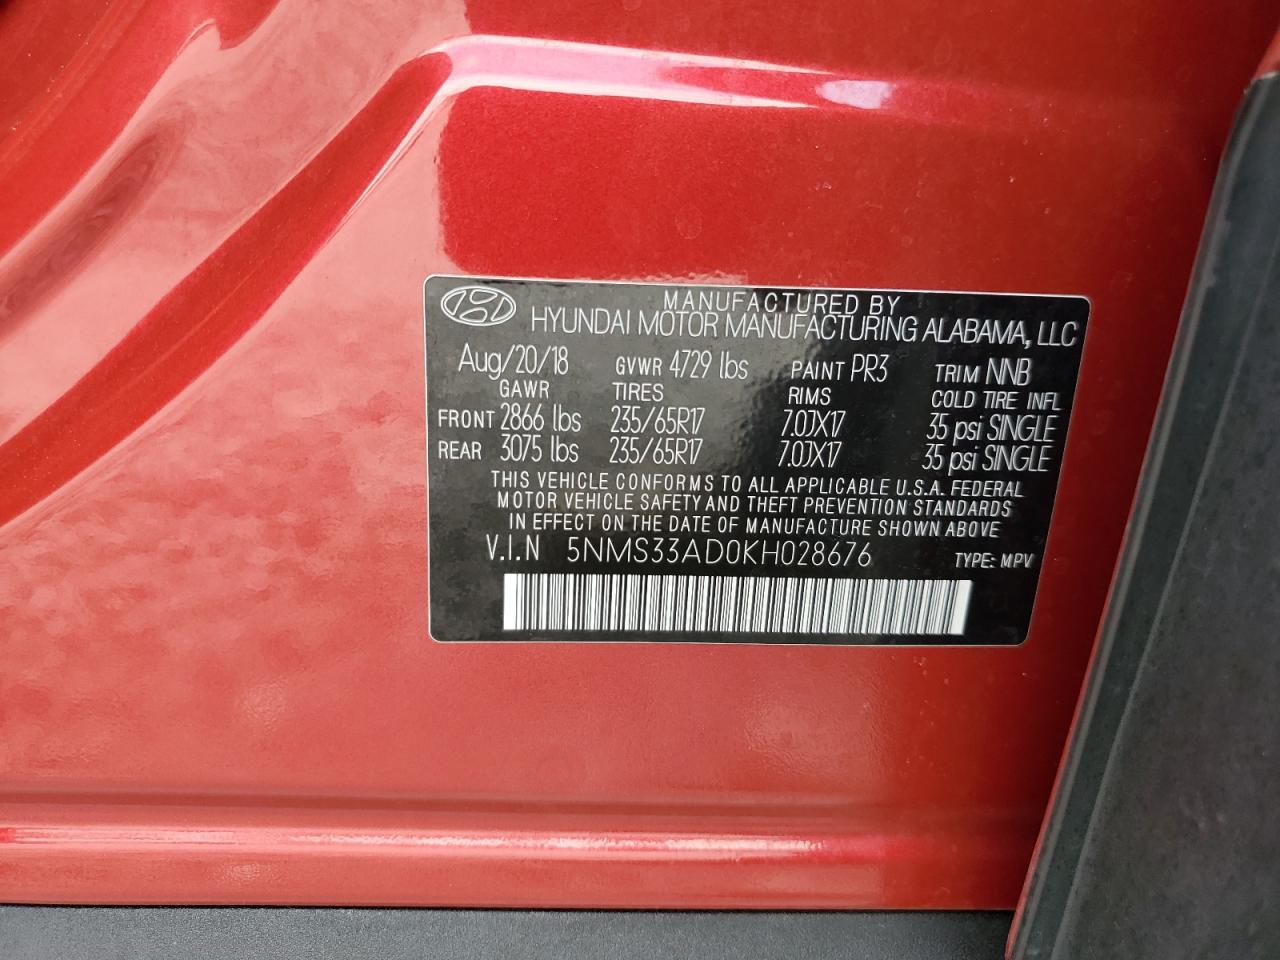 MANUFACTURED BY
HYUNDAI MOTOR MANUFACTURING ALABAMA, LLC
Aug/20/18 GVWR 4729 lbs PAINT PR3 TRIM NNB
GAWR TIRES RIMS COLD TIRE INFL
FRONT 2866 lbs 235/65R17 7.0JX17 35 psi SINGLE
REAR 3075 lbs 235/65R17 7.0JX17 35 psi SINGLE
THIS VEHICLE CONFORMS TO ALL APPLICABLE U.S.A. FEDERAL
MOTOR VEHICLE SAFETY AND THEFT PREVENTION STANDARDS
IN EFFECT ON THE DATE OF MANUFACTURE SHOWN ABOVE
V.I.N 5NMS33AD0KH028676 TYPE: MPV